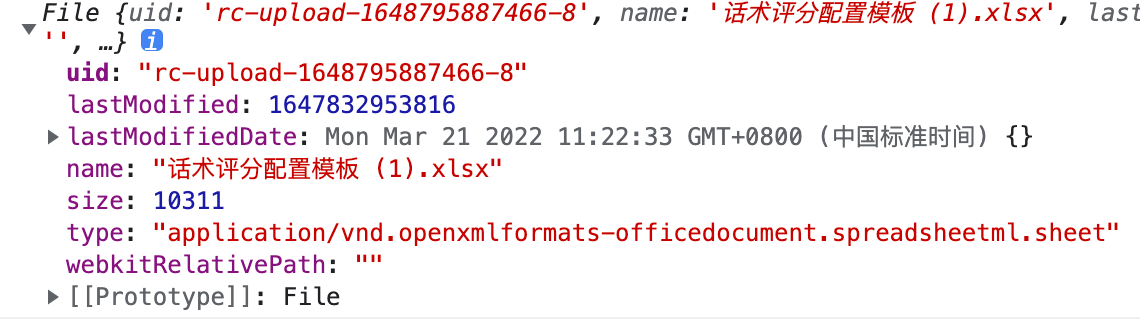 File {uid: 'rc-upload-1648795887466-8', name: '话术评分配置模板 (1).xlsx', last
'', …} i
uid: "rc-upload-1648795887466-8"
lastModified: 1647832953816
lastModifiedDate: Mon Mar 21 2022 11:22:33 GMT+0800 (中国标准时间) {}
name: "话术评分配置模板 (1).xlsx"
size: 10311
type: "application/vnd.openxmlformats-officedocument.spreadsheetml.sheet"
webkitRelativePath: ""
[[Prototype]]: File